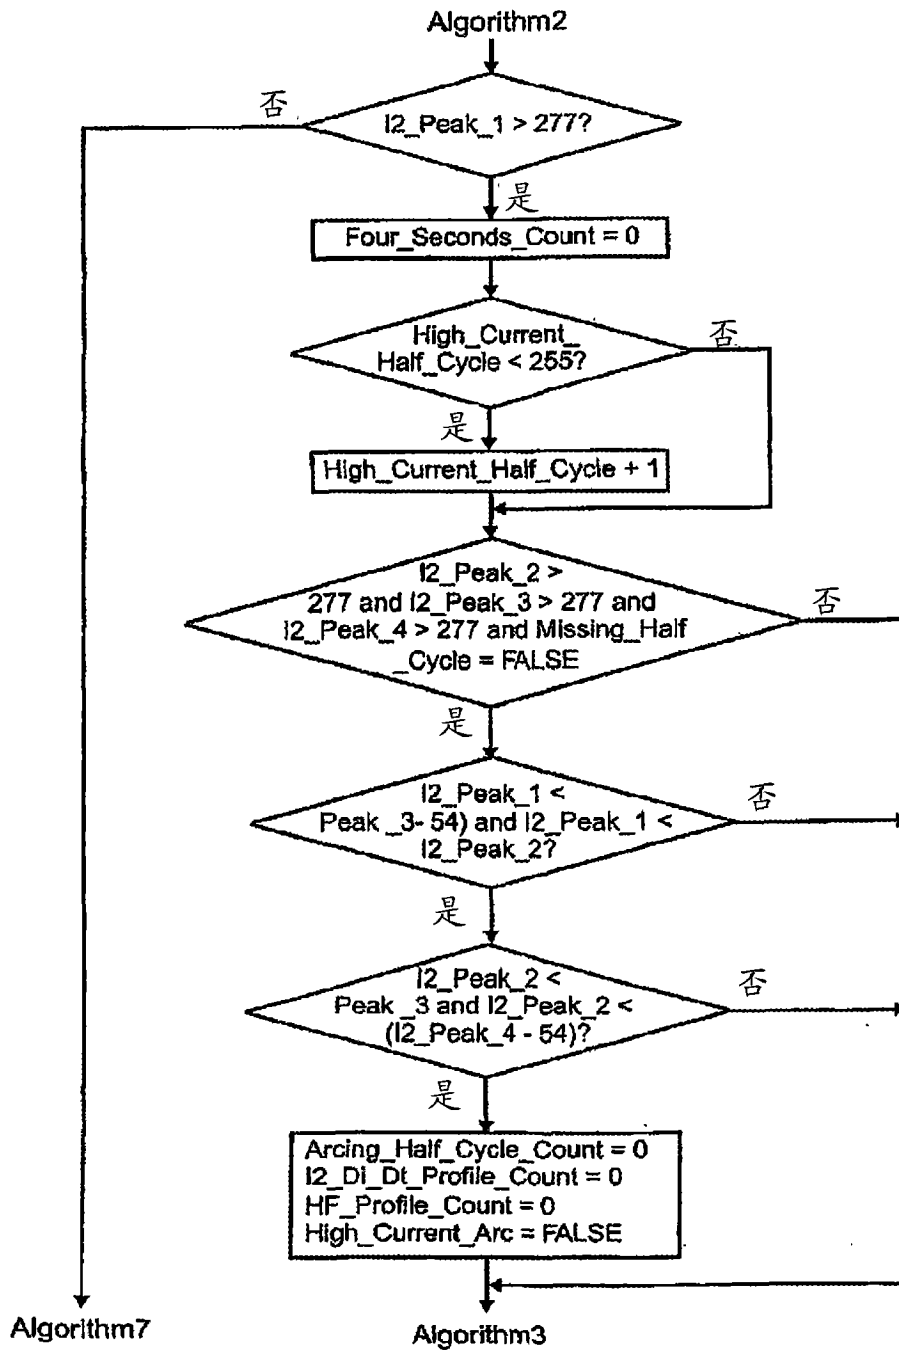 Algorithm2
I2_Peak_1 > 277?
否
是
Four_Seconds_Count = 0
High_Current_
Half_Cycle < 255?
否
是
High_Current_Half_Cycle + 1
I2_Peak_2 >
277 and I2_Peak_3 > 277 and
I2_Peak_4 > 277 and Missing_Half
_Cycle = FALSE
否
是
I2_Peak_1 <
Peak _3- 54) and I2_Peak_1 <
I2_Peak_2?
否
是
I2_Peak_2 <
Peak _3 and I2_Peak_2 <
(I2_Peak_4 - 54)?
否
是
Arcing_Half_Cycle_Count = 0
I2_Di_Dt_Profile_Count = 0
HF_Profile_Count = 0
High_Current_Arc = FALSE
Algorithm7
Algorithm3